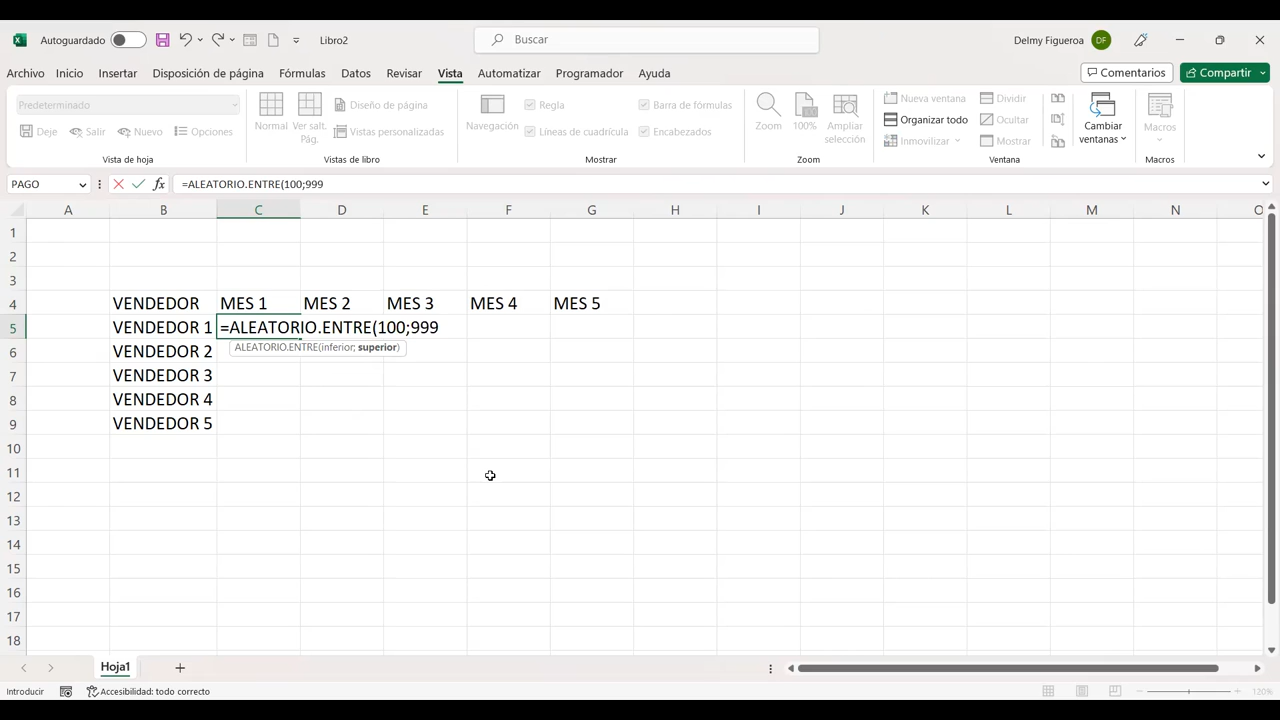 Autoguardado
Libro2
Buscar
Delmy Figueroa
DF
Archivo Inicio Insertar Disposición de página Fórmulas Datos Revisar Vista Automatizar Programador Ayuda
Comentarios
Compartir
Predeterminado
Deje Salir Nuevo Opciones
Vista de hoja
Normal
Ver salt. Pág.
Diseño de página
Vistas personalizadas
Vistas de libro
Navegación
Regla
Barra de fórmulas
Líneas de cuadrícula
Encabezados
Mostrar
Zoom
100%
Ampliar selección
Zoom
Nueva ventana
Organizar todo
Inmovilizar
Dividir
Ocultar
Mostrar
Cambiar ventanas
Ventana
Macros
Macros
PAGO
fx
=ALEATORIO.ENTRE(100;999
A B C D E F G H I J K L M N O
1
2
3
4 VENDEDOR MES 1 MES 2 MES 3 MES 4 MES 5
5 VENDEDOR 1 =ALEATORIO.ENTRE(100;999
ALEATORIO.ENTRE(inferior; superior)
6 VENDEDOR 2
7 VENDEDOR 3
8 VENDEDOR 4
9 VENDEDOR 5
10
11
12
13
14
15
16
17
18
Hoja1
Introducir
Accesibilidad: todo correcto
120%